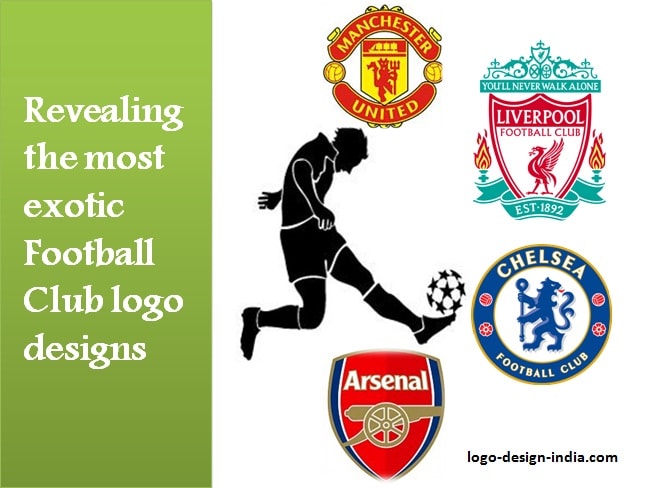 Revealing
the most
exotic
Football
Club logo
designs
MANCHESTER
UNITED
YOU'LL NEVER WALK ALONE
LIVERPOOL
FOOTBALL CLUB
EST·1892
CHELSEA
FOOTBALL CLUB
Arsenal
logo-design-india.com